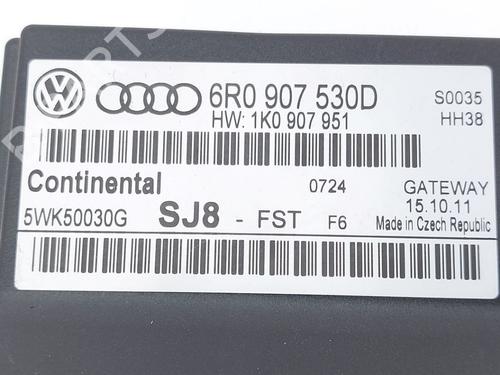 6R0 907 530D S0035
HW: 1K0 907 951 HH38
Continental 0724 GATEWAY
5WK50030G SJ8 - FST F6 15.10.11
Made in Czech Republic